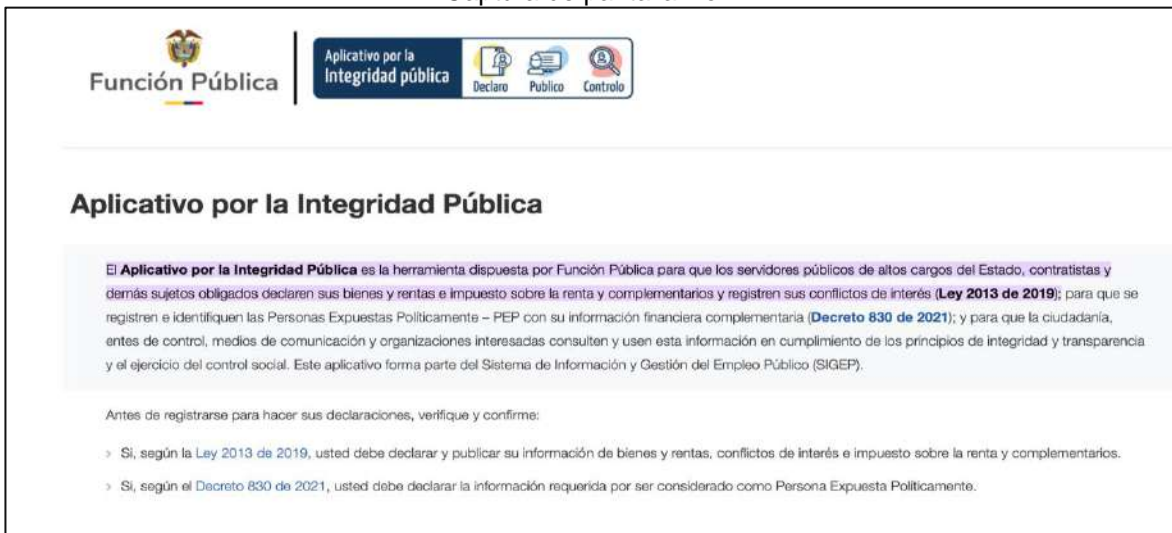 Función Pública
Aplicativo por la
Integridad pública
Declaro Publico Controlo
Aplicativo por la Integridad Pública
El Aplicativo por la Integridad Pública es la herramienta dispuesta por Función Pública para que los servidores públicos de altos cargos del Estado, contratistas y
demás sujetos obligados declaren sus bienes y rentas e impuesto sobre la renta y complementarios y registren sus conflictos de interés (Ley 2013 de 2019); para que se
registren e identifiquen las Personas Expuestas Políticamente – PEP con su información financiera complementaria (Decreto 830 de 2021); y para que la ciudadanía,
entes de control, medios de comunicación y organizaciones interesadas consulten y usen esta información en cumplimiento de los principios de integridad y transparencia
y el ejercicio del control social. Este aplicativo forma parte del Sistema de Información y Gestión del Empleo Público (SIGEP).
Antes de registrarse para hacer sus declaraciones, verifique y confirme:
› Si, según la Ley 2013 de 2019, usted debe declarar y publicar su información de bienes y rentas, conflictos de interés e impuesto sobre la renta y complementarios.
› Si, según el Decreto 830 de 2021, usted debe declarar la información requerida por ser considerado como Persona Expuesta Políticamente.